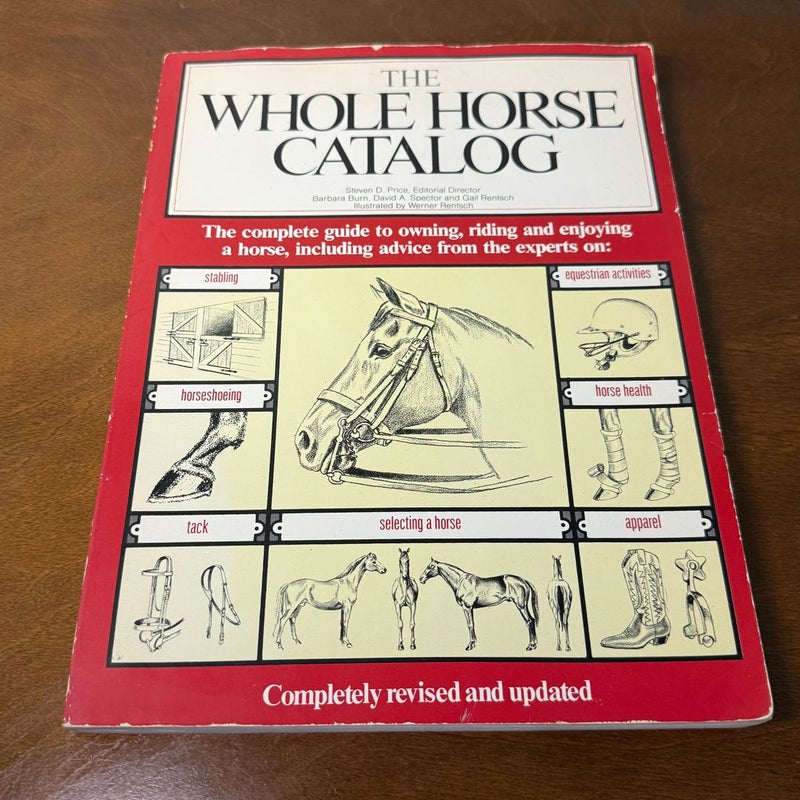 THE
WHOLE HORSE
CATALOG
Steven D. Price, Editorial Director
Barbara Burn, David A. Spector and Gail Rentsch
Illustrated by Werner Rentsch
The complete guide to owning, riding and enjoying
a horse, including advice from the experts on:
stabling
equestrian activities
horseshoeing
horse health
tack
selecting a horse
apparel
Completely revised and updated